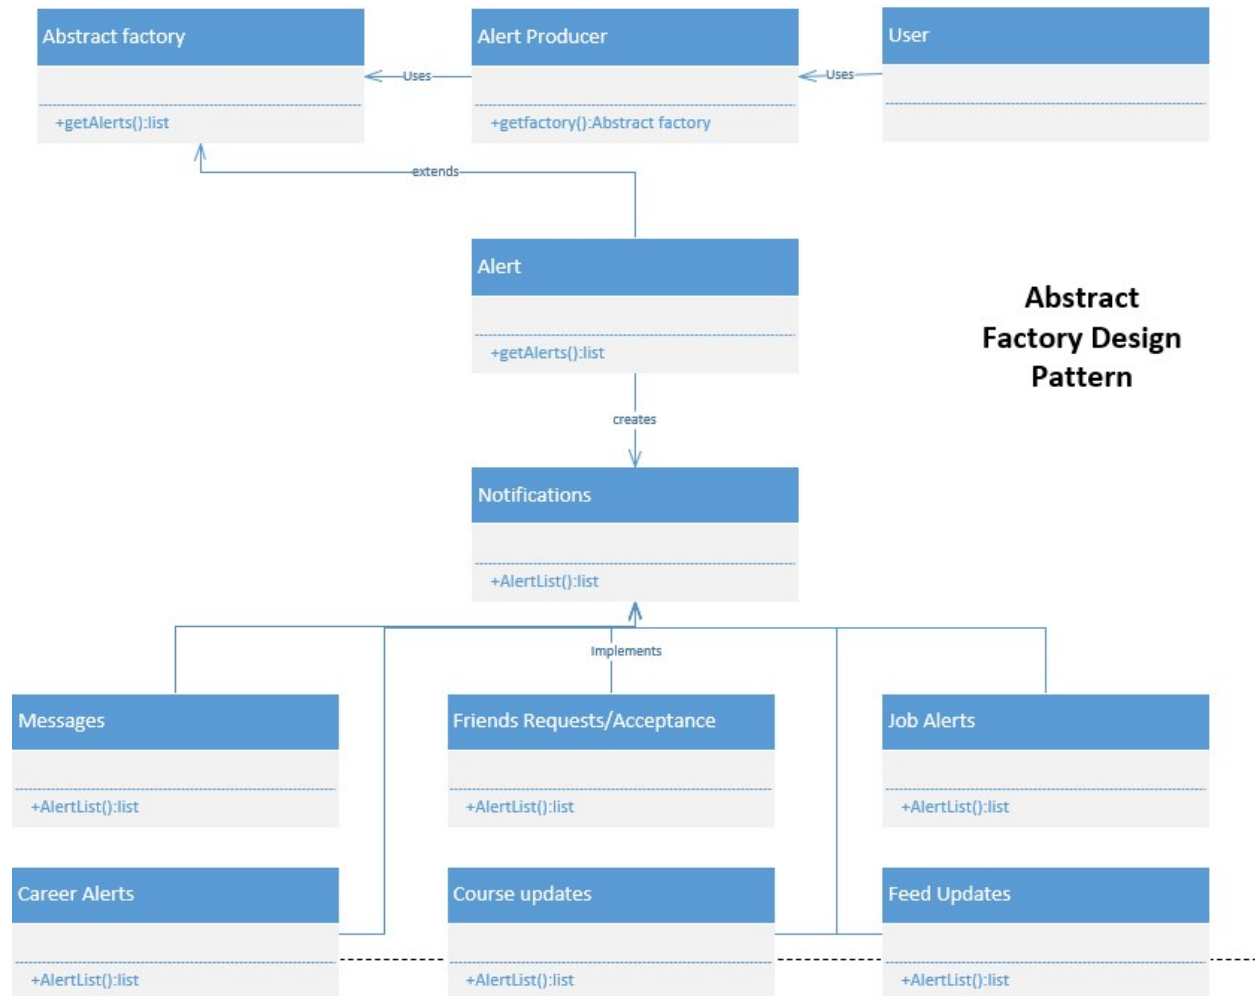 Abstract factory
+getAlerts():list
Uses
Alert Producer
+getfactory():Abstract factory
Uses
User
extends
Alert
+getAlerts():list
Abstract
Factory Design
Pattern
creates
Notifications
+AlertList():list
Implements
Messages
+AlertList():list
Friends Requests/Acceptance
+AlertList():list
Job Alerts
+AlertList():list
Career Alerts
+AlertList():list
Course updates
+AlertList():list
Feed Updates
+AlertList():list